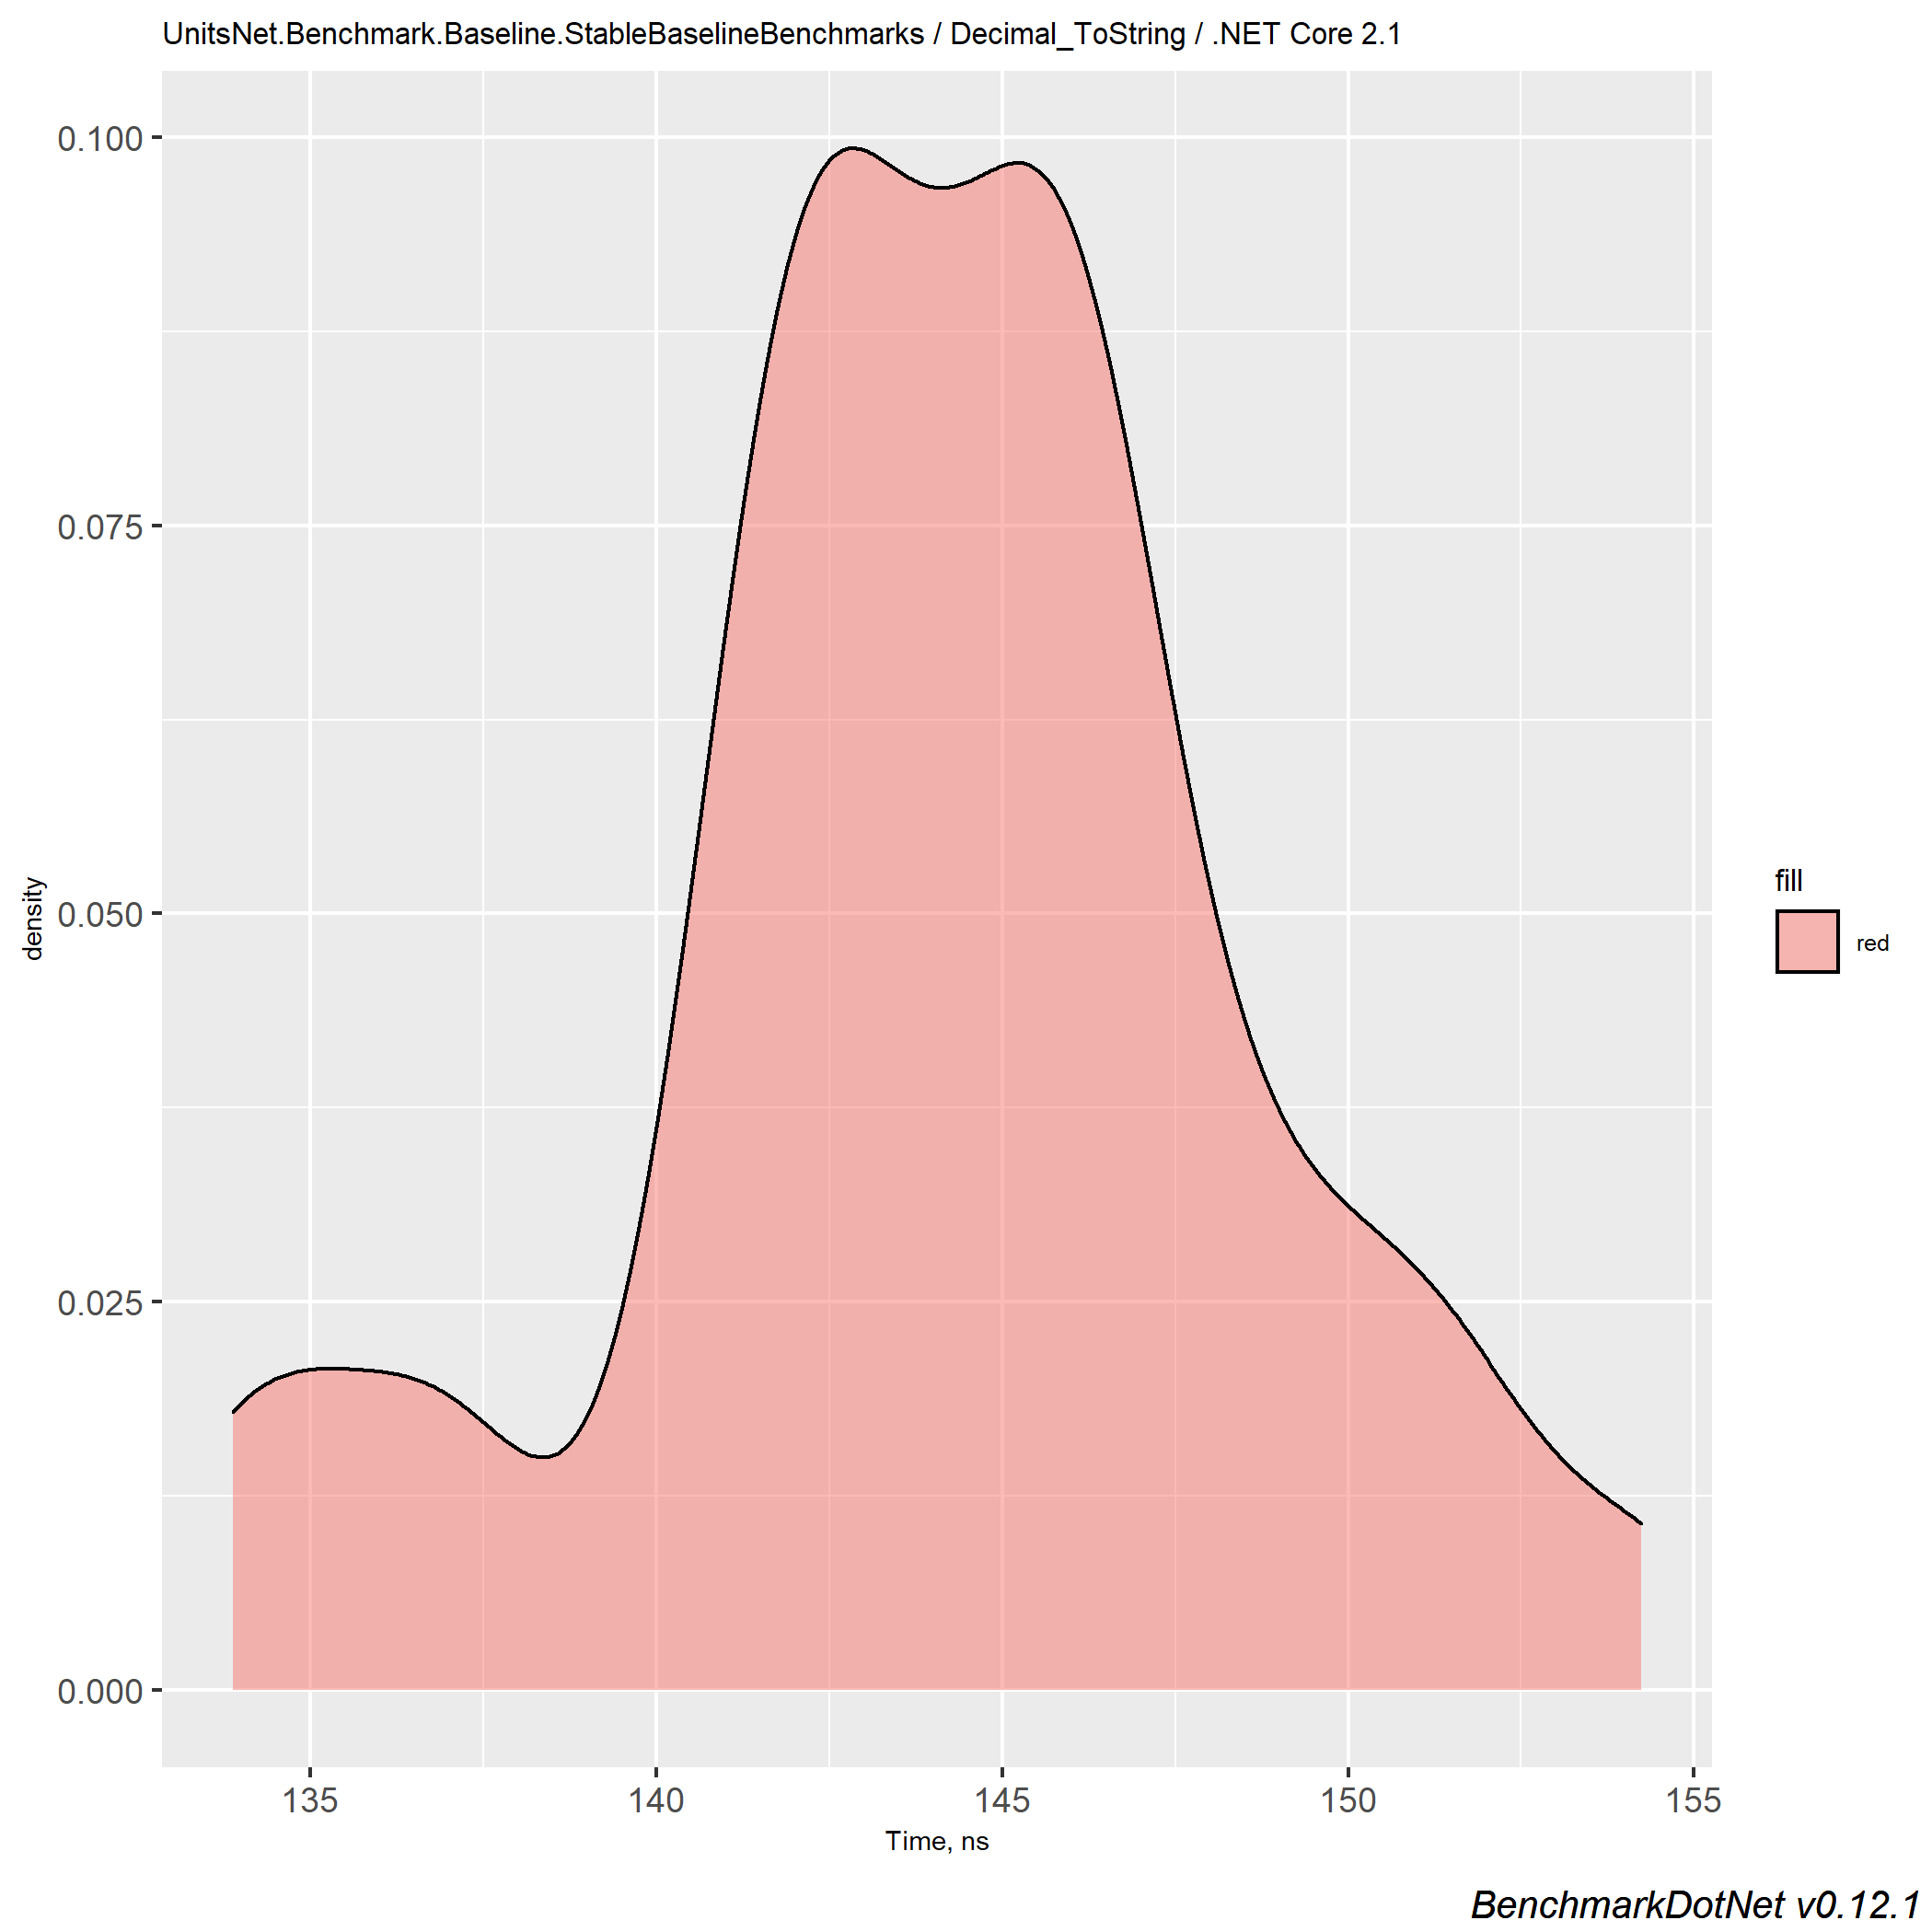 UnitsNet.Benchmark.Baseline.StableBaselineBenchmarks / Decimal_ToString / .NET Core 2.1
0.100
0.075
0.050
0.025
0.000
density
135 140 145 150 155
Time, ns
fill
red
BenchmarkDotNet v0.12.1